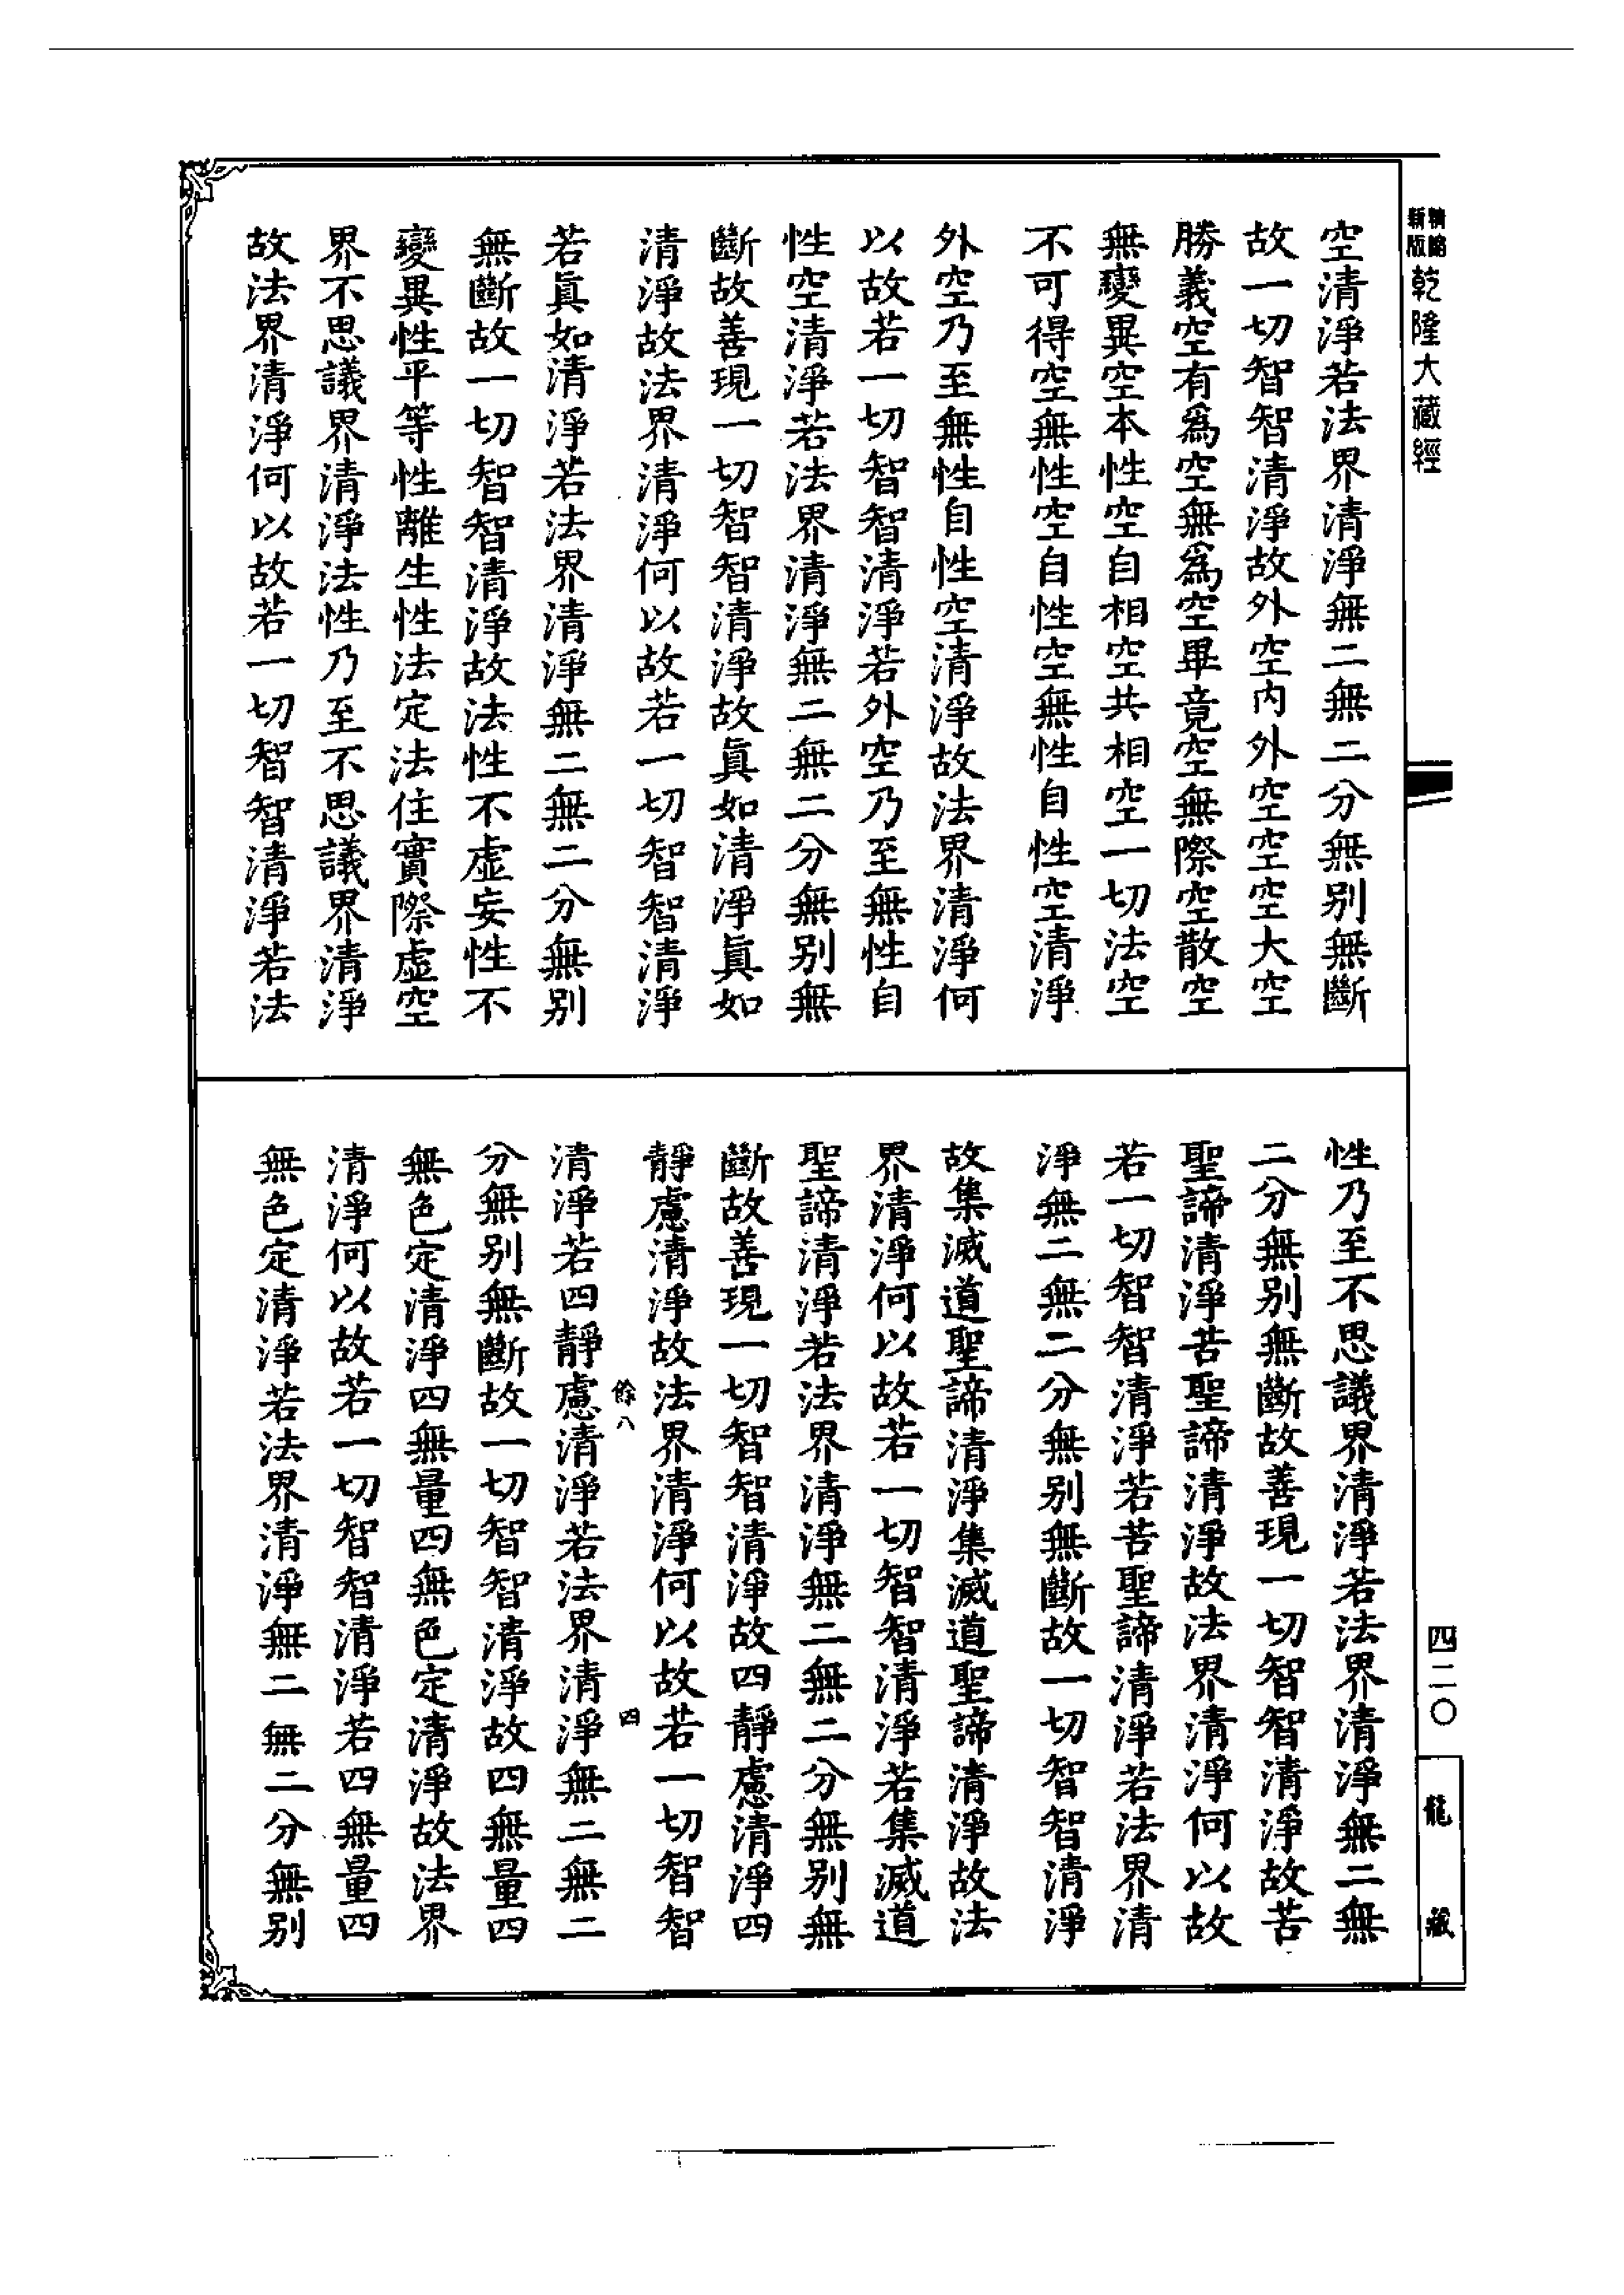 新版精縮乾隆大藏經
空清淨若法界清淨無二無二分無别無斷
故一切智智清淨故外空内外空空空大空
勝義空有爲空無爲空畢竟空無際空散空
無變異空本性空自相空共相空一切法空
不可得空無性空自性空無性自性空清淨
外空乃至無性自性空清淨故法界清淨何
以故若一切智智清淨若外空乃至無性自
性空清淨若法界清淨無二無二分無别無
斷故善現一切智智清淨故眞如清淨眞如
清淨故法界清淨何以故若一切智智清淨
若眞如清淨若法界清淨無二無二分無别
無斷故一切智智清淨故法性不虛妄性不
變異性平等性離生性法定法住實際虛空
界不思議界清淨法性乃至不思議界清淨
故法界清淨何以故若一切智智清淨若法
性乃至不思議界清淨若法界清淨無二無
二分無别無斷故善現一切智智清淨故苦
聖諦清淨苦聖諦清淨故法界清淨何以故
若一切智智清淨若苦聖諦清淨若法界清
淨無二無二分無别無斷故一切智智清淨
故集滅道聖諦清淨集滅道聖諦清淨故法
界清淨何以故若一切智智清淨若集滅道
聖諦清淨若法界清淨無二無二分無别無
斷故善現一切智智清淨故四靜慮清淨四
靜慮清淨故法界清淨何以故若一切智智
餘八 四
清淨若四靜慮清淨若法界清淨無二無二
分無别無斷故一切智智清淨故四無量四
無色定清淨四無量四無色定清淨故法界
清淨何以故若一切智智清淨若四無量四
無色定清淨若法界清淨無二無二分無别
四二〇
龍藏